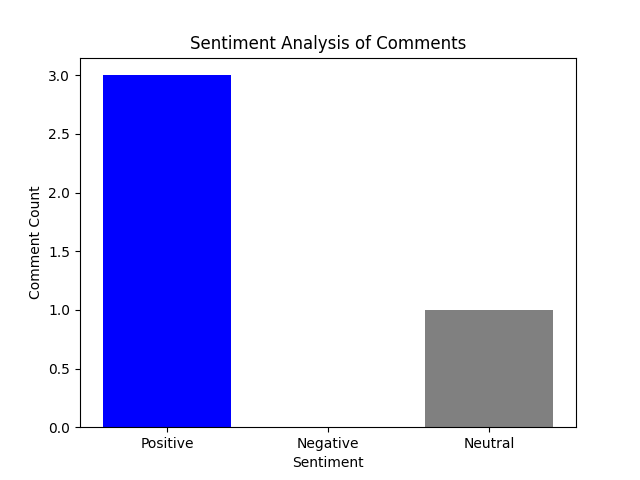 Sentiment Analysis of Comments
Comment Count
3.0
2.5
2.0
1.5
1.0
0.5
0.0
Positive Negative Neutral
Sentiment